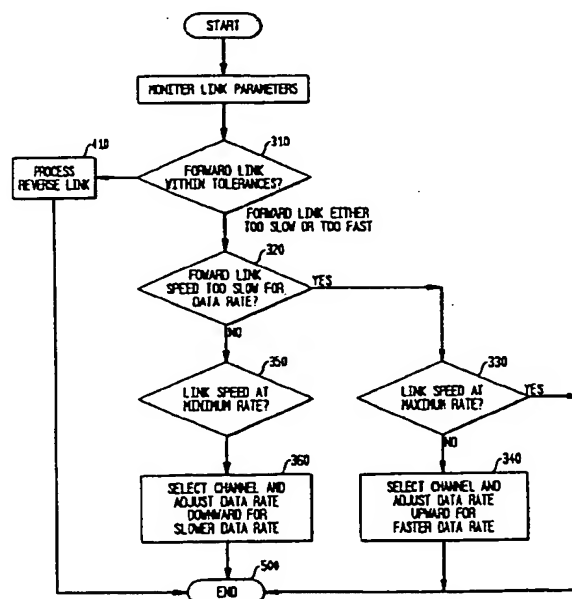 START
MONITER LINK PARAMETERS
310
FORWARD LINK
WITHIN TOLERANCES?
410
PROCESS
REVERSE LINK
FORWARD LINK EITHER
TOO SLOW OR TOO FAST
320
FOWARD LINK
SPEED TOO SLOW FOR
DATA RATE?
YES
NO
350
LINK SPEED AT
MINIMUM RATE?
330
LINK SPEED AT
MAXIMUM RATE?
YES
NO
360
SELECT CHANNEL AND
ADJUST DATA RATE
DOWNWARD FOR
SLOWER DATA RATE
340
SELECT CHANNEL AND
ADJUST DATA RATE
UPWARD FOR
FASTER DATA RATE
500
END